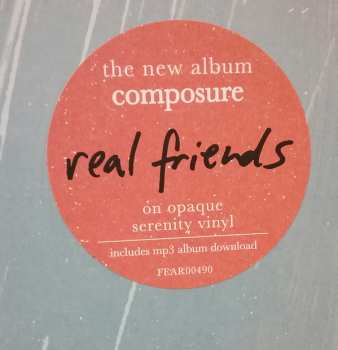 the new album
composure
real friends
on opaque
serenity vinyl
includes mp3 album download
FEAR00490